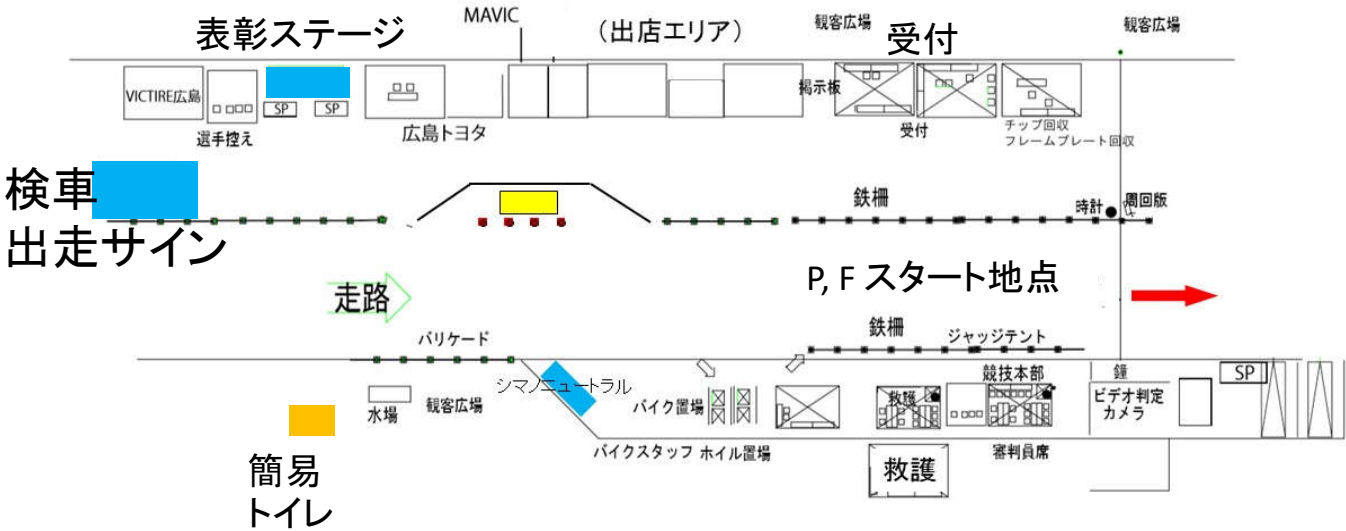 MAVIC
表彰ステージ
（出店エリア）
観客広場
受付
観客広場
VICTIRE広島
SP
SP
選手控え
広島トヨタ
掲示板
受付
チップ回収
フレームプレート回収
検車
出走サイン
鉄柵
時計
周回版
走路
P, F スタート地点
バリケード
鉄柵
ジャッジテント
シマノニュートラル
水場
観客広場
バイク置場
救護
競技本部
鐘
ビデオ判定
カメラ
SP
バイクスタッフ
ホイル置場
審判員席
救護
簡易
トイレ